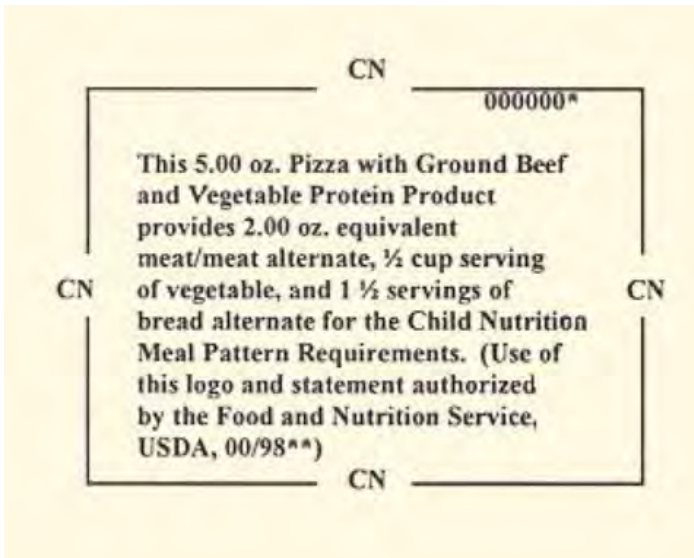 CN
000000*
This 5.00 oz. Pizza with Ground Beef
and Vegetable Protein Product
provides 2.00 oz. equivalent
meat/meat alternate, ½ cup serving
CN of vegetable, and 1 ½ servings of CN
bread alternate for the Child Nutrition
Meal Pattern Requirements. (Use of
this logo and statement authorized
by the Food and Nutrition Service,
USDA, 00/98**)
CN